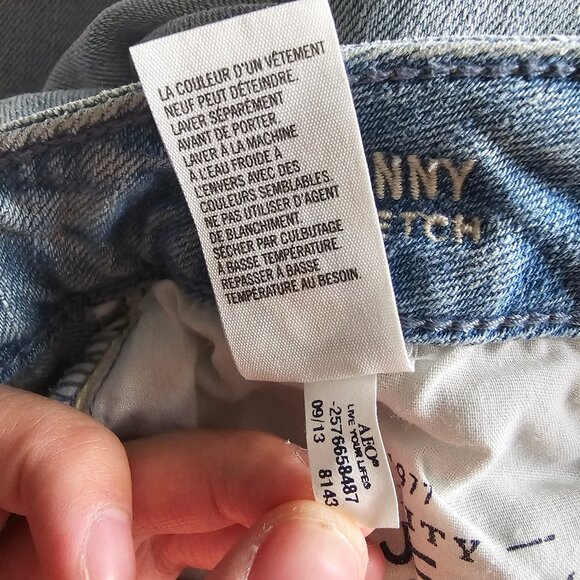 LA COULEUR D'UN VÊTEMENT
NEUF PEUT DÉTEINDRE.
LAVER SÉPARÉMENT
AVANT DE PORTER.
LAVER À LA MACHINE
À L'EAU FROIDE À
L'ENVERS AVEC DES
COULEURS SEMBLABLES.
NE PAS UTILISER D'AGENT
DE BLANCHIMENT.
SÉCHER PAR CULBUTAGE
À BASSE TEMPÉRATURE.
REPASSER À BASSE
TEMPÉRATURE AU BESOIN.
NNY
ETCH
AEO®
LIVE YOUR LIFE®
-2576658487
09/13 8143
977
ITY —